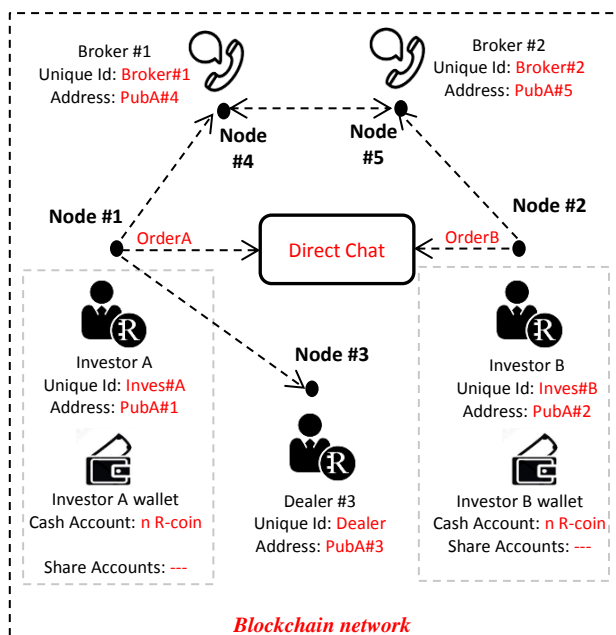 Broker #1
Unique Id: Broker#1
Address: PubA#4
Broker #2
Unique Id: Broker#2
Address: PubA#5
Node
#4
Node
#5
Node #1
Node #2
OrderA
Direct Chat
OrderB
Investor A
Unique Id: Inves#A
Address: PubA#1
Node #3
Investor B
Unique Id: Inves#B
Address: PubA#2
Investor A wallet
Cash Account: n R-coin
Share Accounts: ---
Dealer #3
Unique Id: Dealer
Address: PubA#3
Investor B wallet
Cash Account: n R-coin
Share Accounts: ---
Blockchain network